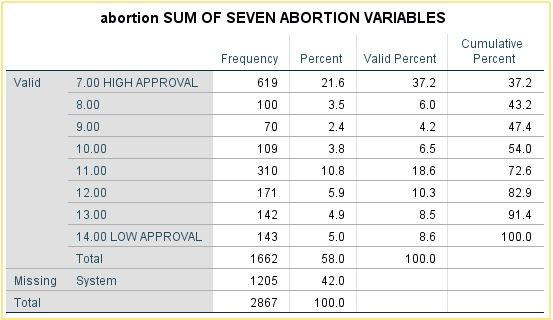 abortion SUM OF SEVEN ABORTION VARIABLES
Frequency Percent Valid Percent Cumulative Percent
Valid 7.00 HIGH APPROVAL 619 21.6 37.2 37.2
8.00 100 3.5 6.0 43.2
9.00 70 2.4 4.2 47.4
10.00 109 3.8 6.5 54.0
11.00 310 10.8 18.6 72.6
12.00 171 5.9 10.3 82.9
13.00 142 4.9 8.5 91.4
14.00 LOW APPROVAL 143 5.0 8.6 100.0
Total 1662 58.0 100.0
Missing System 1205 42.0
Total 2867 100.0